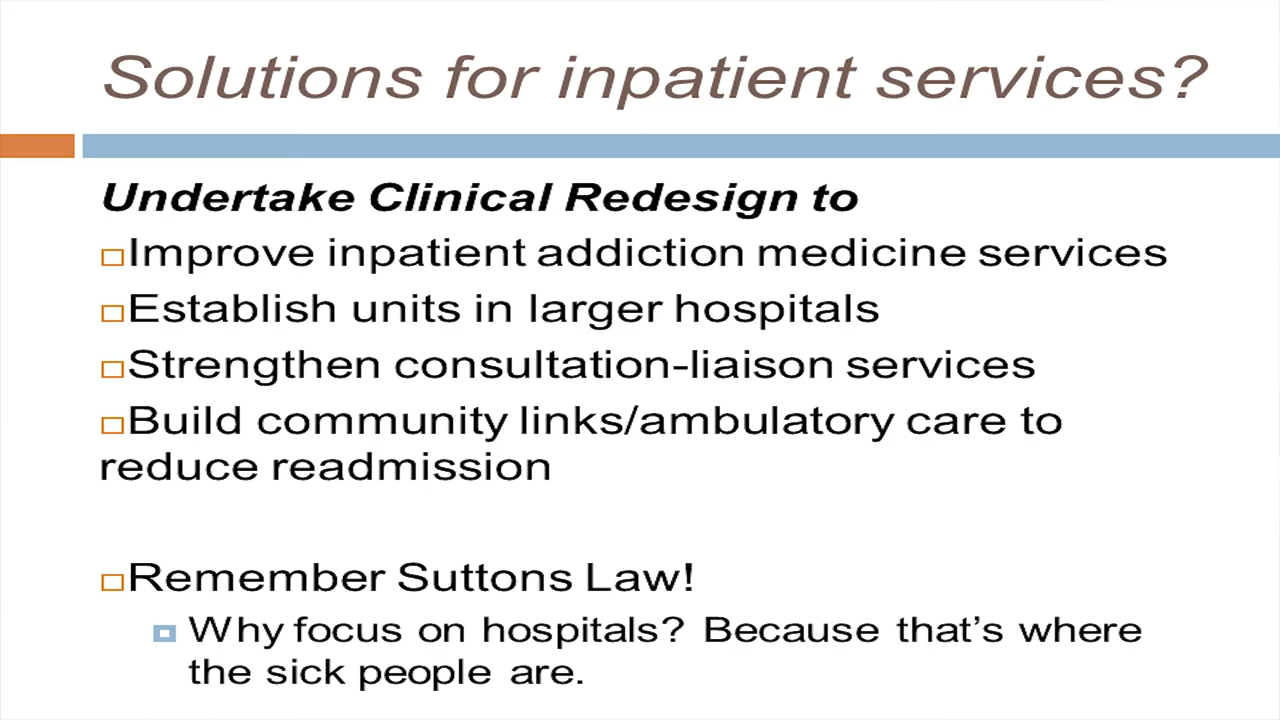 Solutions for inpatient services?
Undertake Clinical Redesign to
Improve inpatient addiction medicine services
Establish units in larger hospitals
Strengthen consultation-liaison services
Build community links/ambulatory care to
reduce readmission
Remember Suttons Law!
Why focus on hospitals? Because that’s where
the sick people are.